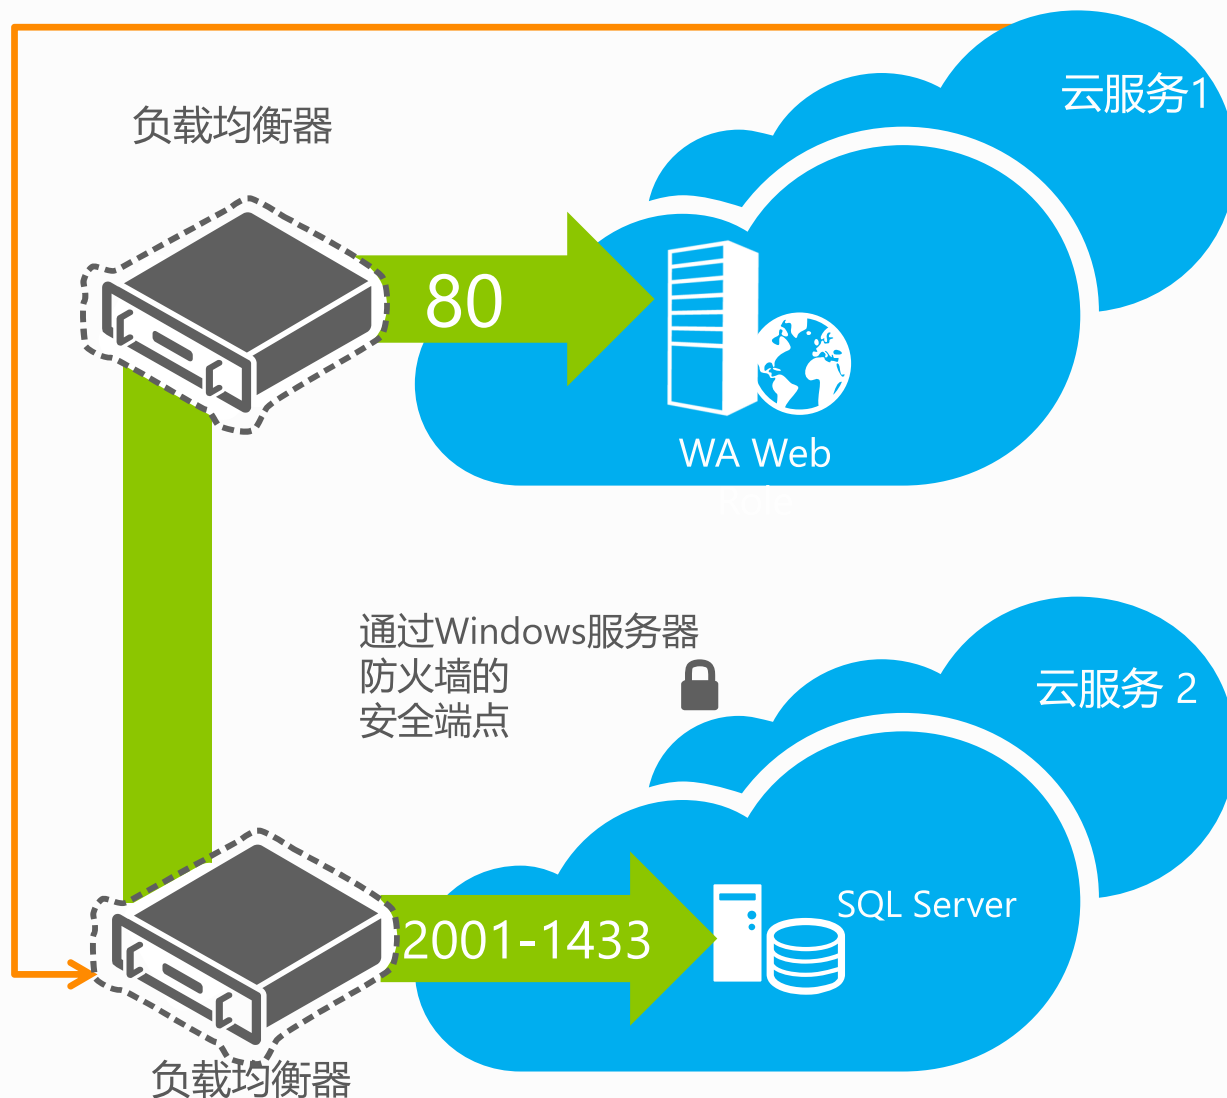 云服务1
负载均衡器
80
WA Web
Role
通过Windows服务器
防火墙的
安全端点
云服务 2
SQL Server
2001-1433
负载均衡器